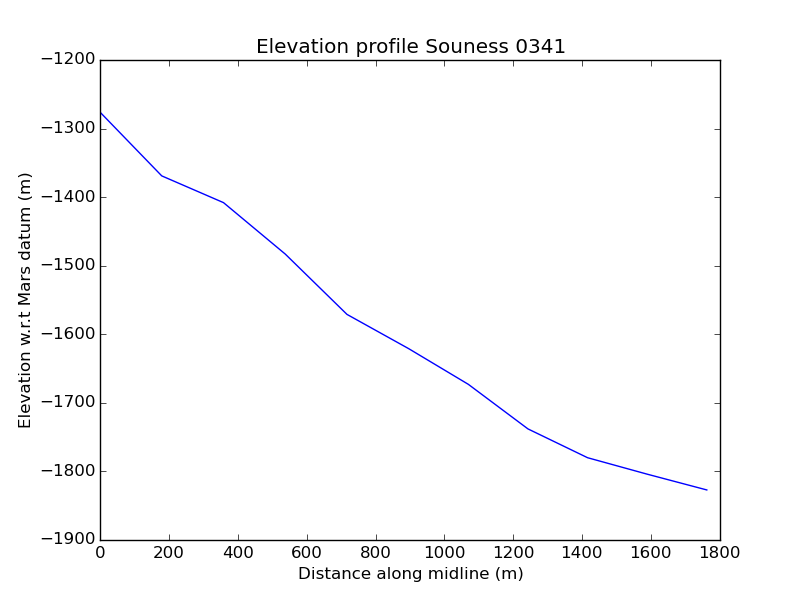 Elevation profile Souness 0341
−1200
−1300
−1400
−1500
−1600
−1700
−1800
−1900
Elevation w.r.t Mars datum (m)
0 200 400 600 800 1000 1200 1400 1600 1800
Distance along midline (m)